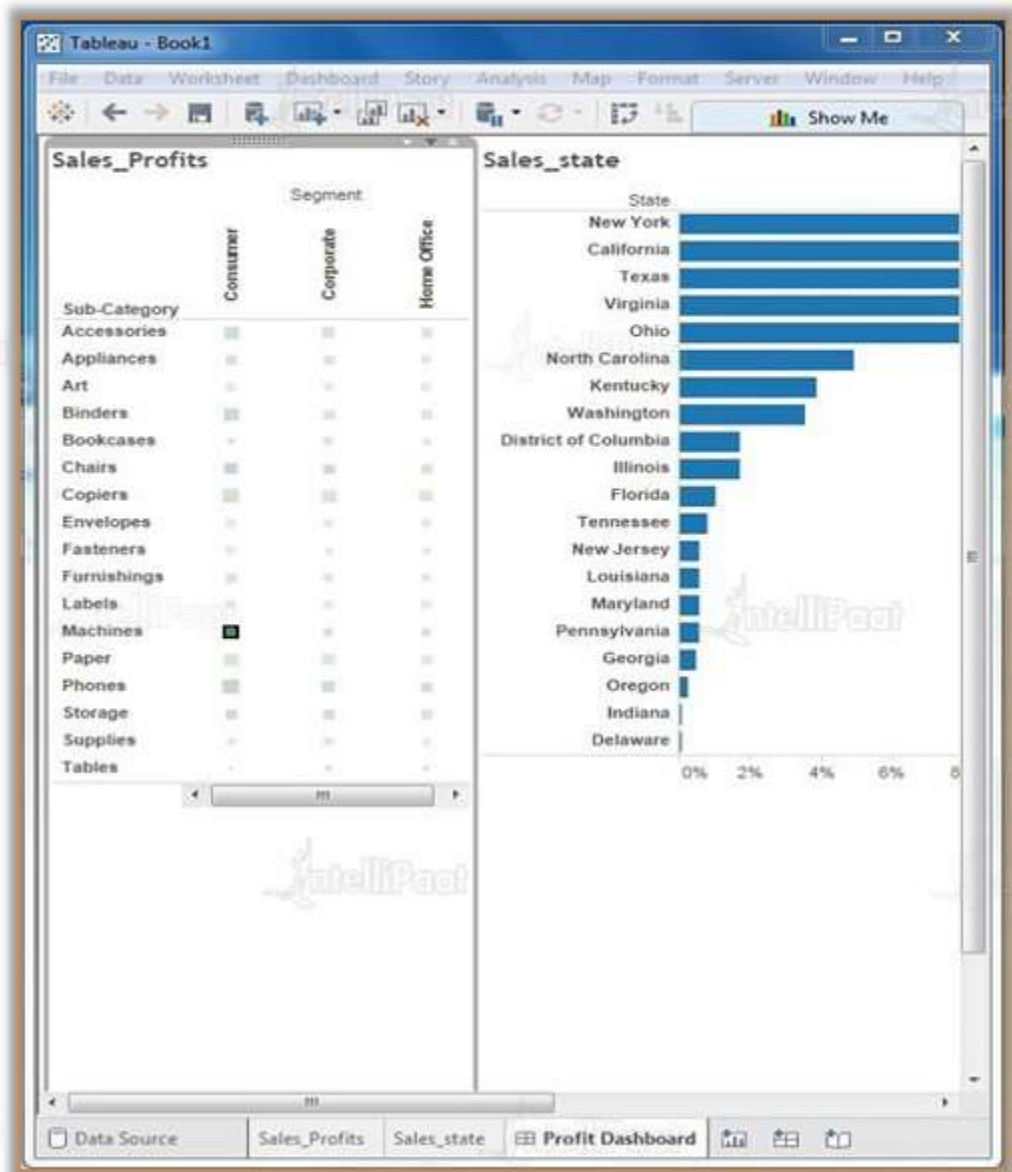 Tableau - Book1
File Data Worksheet Dashboard Story Analysis Map Format Server Window Help
Show Me
Sales_Profits
Segment
Sub-Category
Consumer
Corporate
Home Office
Accessories
Appliances
Art
Binders
Bookcases
Chairs
Copiers
Envelopes
Fasteners
Furnishings
Labels
Machines
Paper
Phones
Storage
Supplies
Tables
Sales_state
State
New York
California
Texas
Virginia
Ohio
North Carolina
Kentucky
Washington
District of Columbia
Illinois
Florida
Tennessee
New Jersey
Louisiana
Maryland
Pennsylvania
Georgia
Oregon
Indiana
Delaware
0% 2% 4% 6% 8
IntelliPaat
IntelliPaat
Data Source Sales_Profits Sales_state Profit Dashboard